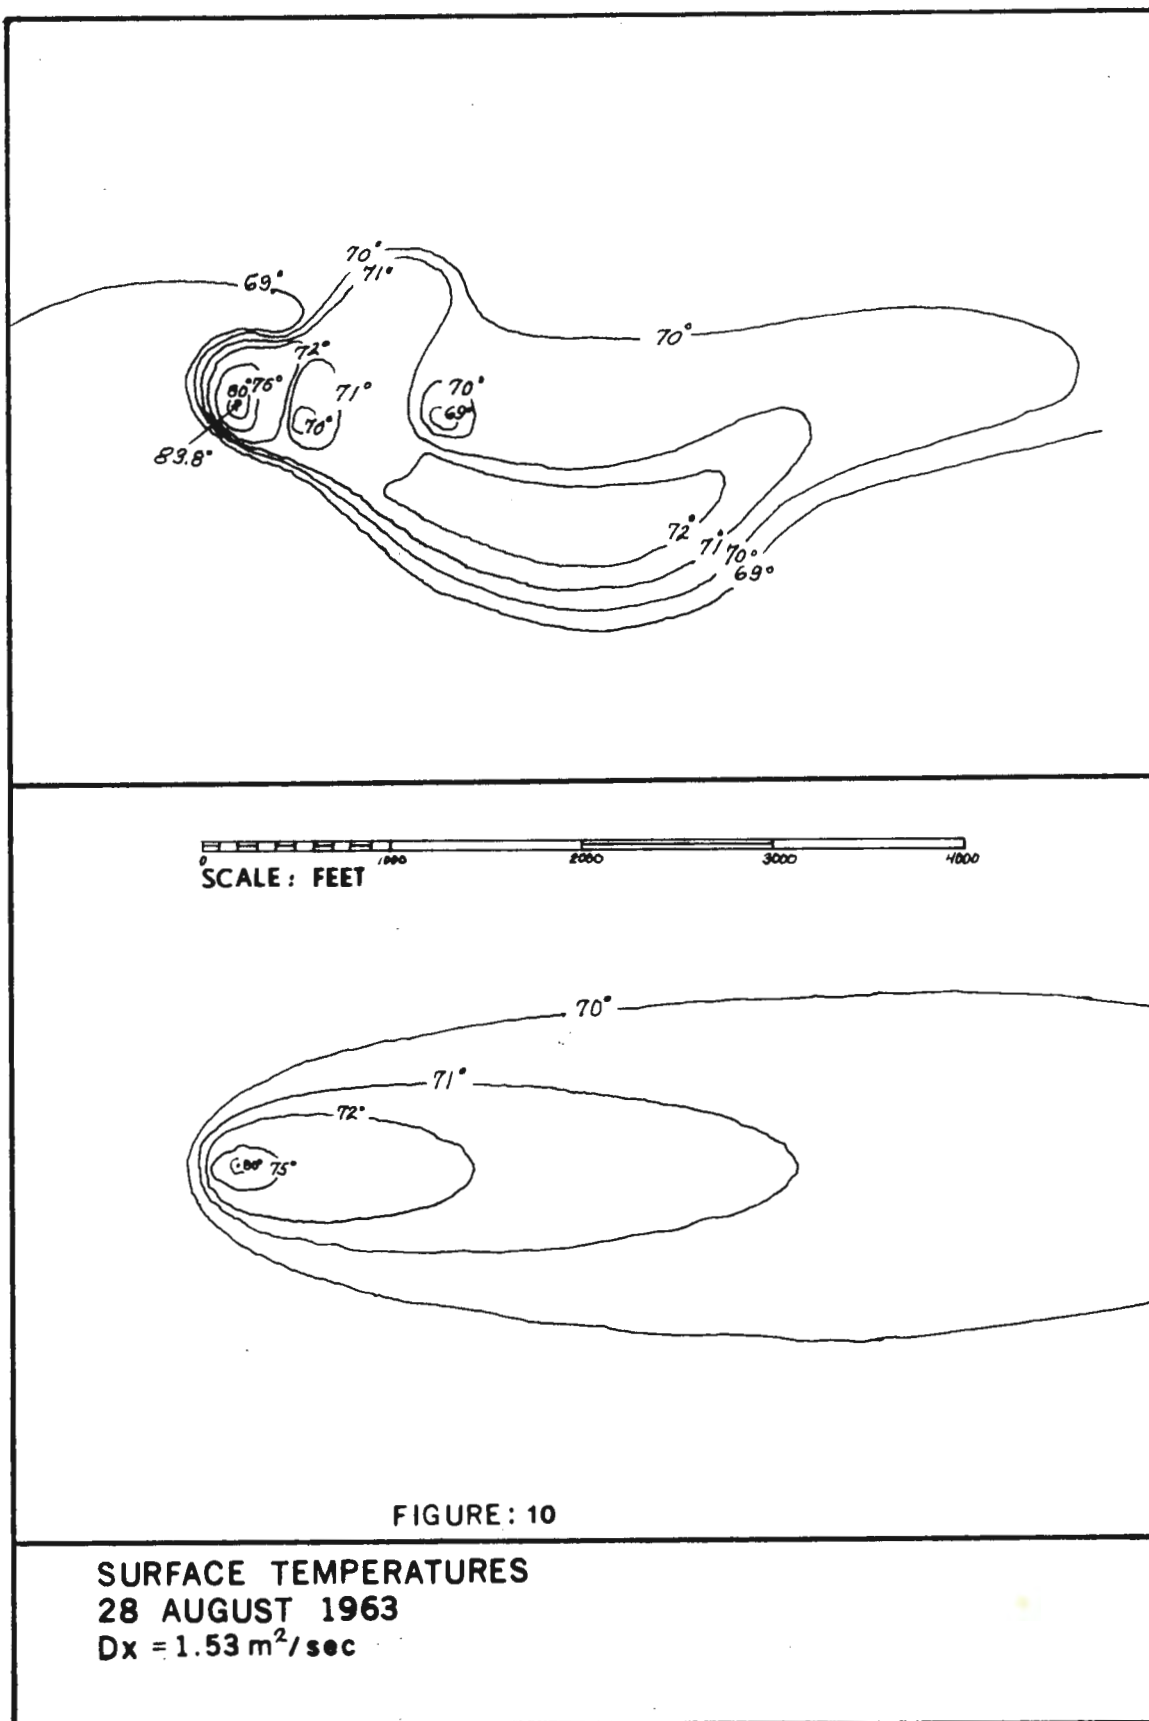 70°
71°
69°
70°
72°
80° 75° 71° 70°
70° 69°
83.8°
72° 71° 70°
69°
0 1000 2000 3000 4000
SCALE: FEET
70°
71°
72°
80° 75°
FIGURE: 10
SURFACE TEMPERATURES
28 AUGUST 1963
Dx = 1.53 m²/sec